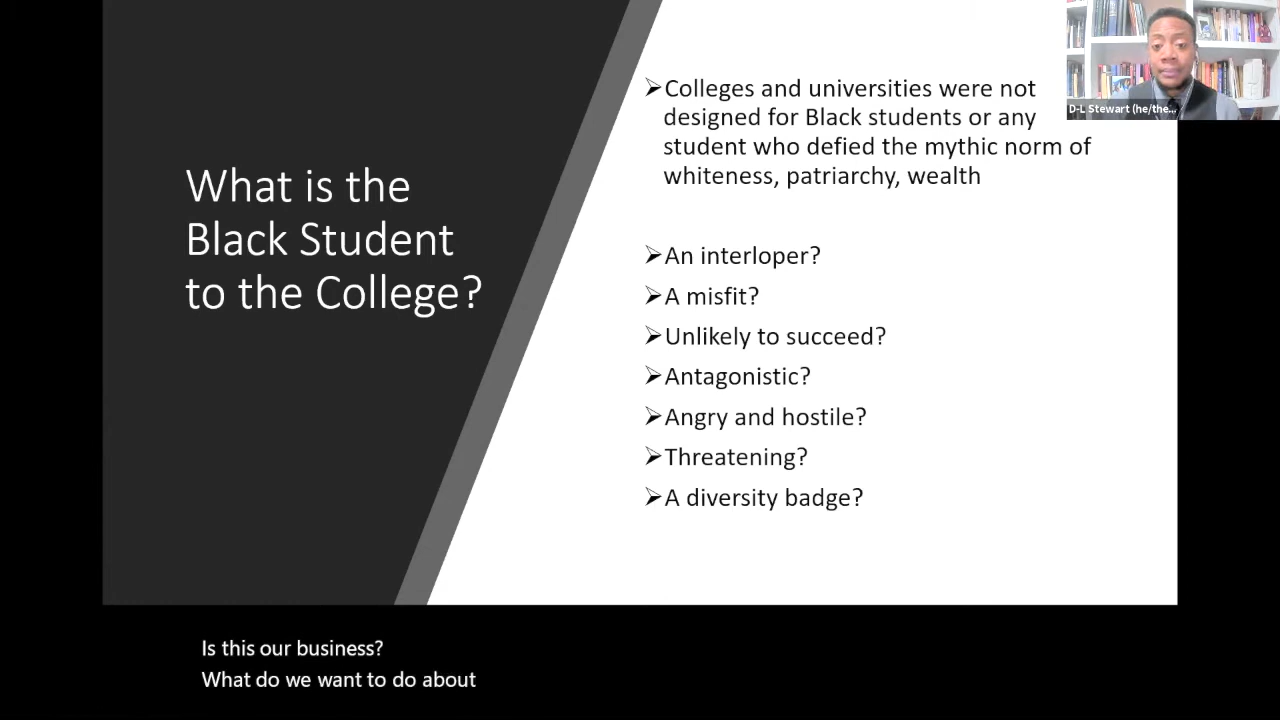 What is the
Black Student
to the College?
➢Colleges and universities were not
designed for Black students or any
student who defied the mythic norm of
whiteness, patriarchy, wealth
➢An interloper?
➢A misfit?
➢Unlikely to succeed?
➢Antagonistic?
➢Angry and hostile?
➢Threatening?
➢A diversity badge?
D-L Stewart (he/the...
Is this our business?
What do we want to do about